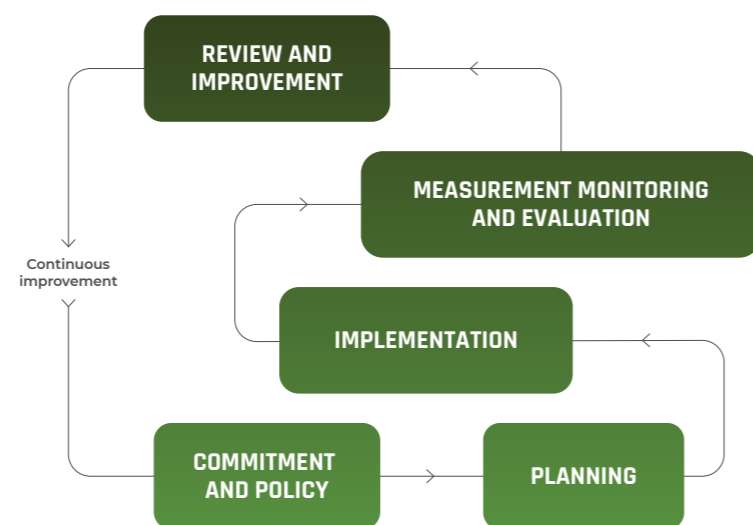 REVIEW AND
IMPROVEMENT
MEASUREMENT MONITORING
AND EVALUATION
Continuous
improvement
IMPLEMENTATION
COMMITMENT
AND POLICY
PLANNING